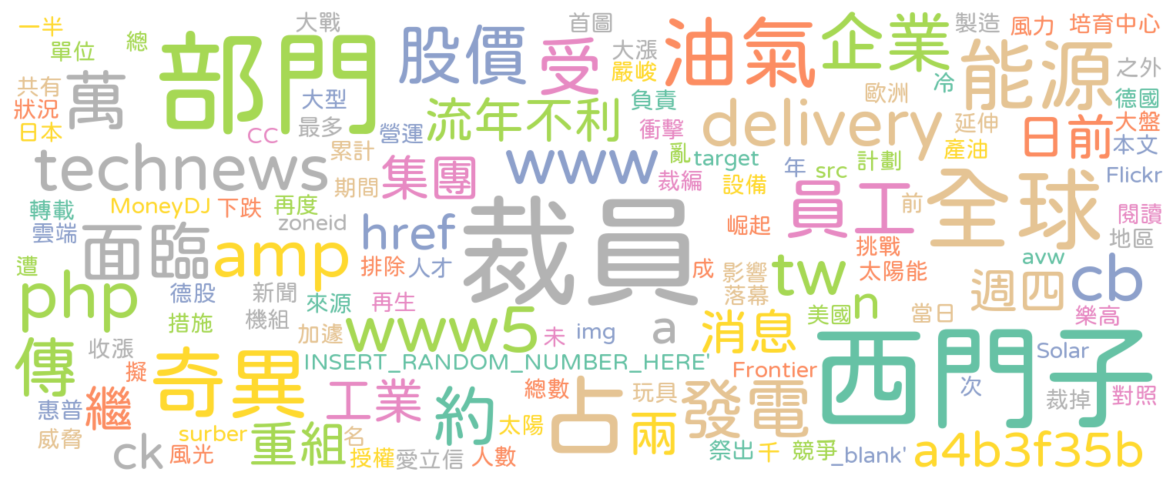 一半
單位
總
大戰
部門
萬
共有
狀況
日本
大型
最多
CC
股價
營運
流年不利
受
首圖
大漲
嚴峻
負責
衝擊
油氣
企業
歐洲
製造
風力
培育中心
冷
能源
之外
德國
大盤
本文
延伸
產油
日前
delivery
technews
累計
期間
集團
www
亂
target
裁編
設備
年
src
計劃
Flickr
轉載
雲端
MoneyDJ
下跌
再度
zoneid
裁員
崛起
員工
前
全球
閱讀
地區
面臨
amp
href
排除
人才
成
影響
落幕
挑戰
太陽能
tw
n
美國
當日
週四
avw
cb
樂高
遭
php
德股
措施
新聞
機組
來源
再生
加遽
www5
未
img
a
消息
西門子
收漲
傳
擬
奇異
INSERT_RANDOM_NUMBER_HERE'
Frontier
Solar
惠普
威脅
繼
工業
約
總數
太陽
占
玩具
兩
發電
次
裁掉
對照
ck
surber
風光
重組
名
授權
愛立信
人數
祭出
千
競爭
_blank'
a4b3f35b